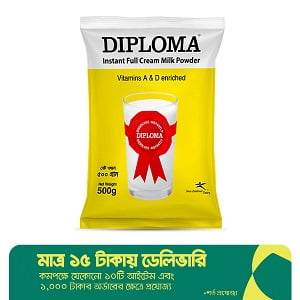 DIPLOMA
Instant Full Cream Milk Powder
Vitamins A & D enriched
DIPLOMA
নেট ওজন
৫০০ গ্রাম
Net Weight
500g
মাত্র ১৫ টাকায় ডেলিভারি
কমপক্ষে যেকোনো ১০টি আইটেম এবং
১,০০০ টাকার অর্ডারের ক্ষেত্রে প্রযোজ্য
*শর্ত প্রযোজ্য